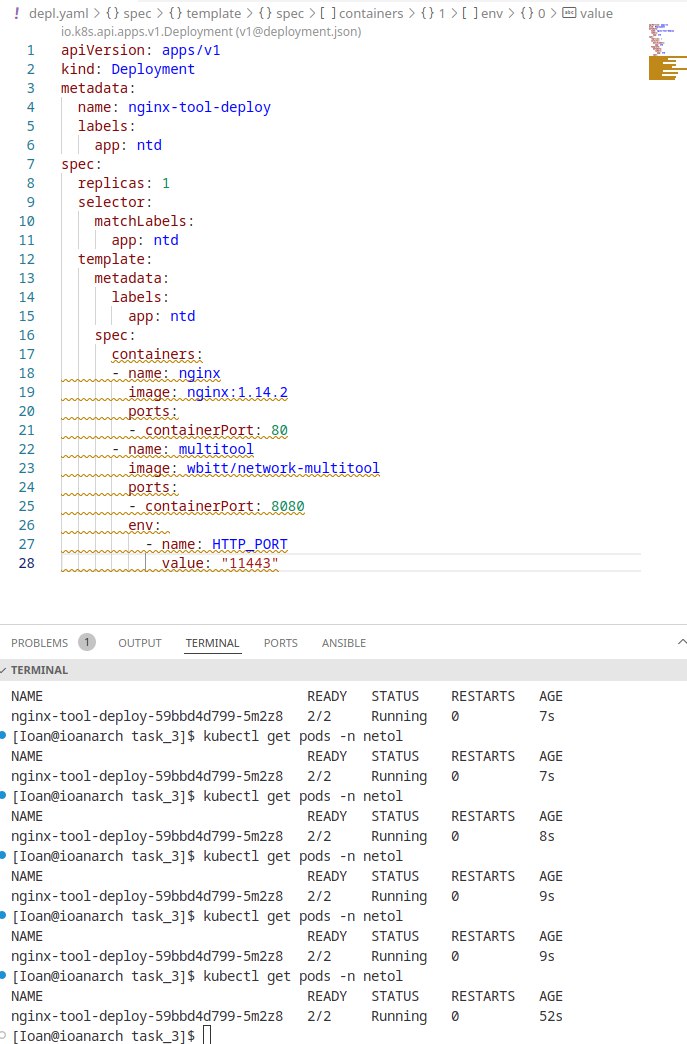 ! depl.yaml > {} spec > {} template > {} spec > [ ] containers > {} 1 > [ ] env > {} 0 > abc value
io.k8s.api.apps.v1.Deployment (v1@deployment.json)
1 apiVersion: apps/v1
2 kind: Deployment
3 metadata:
4   name: nginx-tool-deploy
5   labels:
6     app: ntd
7 spec:
8   replicas: 1
9   selector:
10     matchLabels:
11       app: ntd
12   template:
13     metadata:
14       labels:
15         app: ntd
16     spec:
17       containers:
18       - name: nginx
19         image: nginx:1.14.2
20         ports:
21         - containerPort: 80
22       - name: multitool
23         image: wbitt/network-multitool
24         ports:
25         - containerPort: 8080
26         env:
27           - name: HTTP_PORT
28             value: "11443"
PROBLEMS 1 OUTPUT TERMINAL PORTS ANSIBLE
TERMINAL
NAME READY STATUS RESTARTS AGE
nginx-tool-deploy-59bbd4d799-5m2z8 2/2 Running 0 7s
[Ioan@ioanarch task_3]$ kubectl get pods -n netol
NAME READY STATUS RESTARTS AGE
nginx-tool-deploy-59bbd4d799-5m2z8 2/2 Running 0 7s
[Ioan@ioanarch task_3]$ kubectl get pods -n netol
NAME READY STATUS RESTARTS AGE
nginx-tool-deploy-59bbd4d799-5m2z8 2/2 Running 0 8s
[Ioan@ioanarch task_3]$ kubectl get pods -n netol
NAME READY STATUS RESTARTS AGE
nginx-tool-deploy-59bbd4d799-5m2z8 2/2 Running 0 9s
[Ioan@ioanarch task_3]$ kubectl get pods -n netol
NAME READY STATUS RESTARTS AGE
nginx-tool-deploy-59bbd4d799-5m2z8 2/2 Running 0 9s
[Ioan@ioanarch task_3]$ kubectl get pods -n netol
NAME READY STATUS RESTARTS AGE
nginx-tool-deploy-59bbd4d799-5m2z8 2/2 Running 0 52s
[Ioan@ioanarch task_3]$